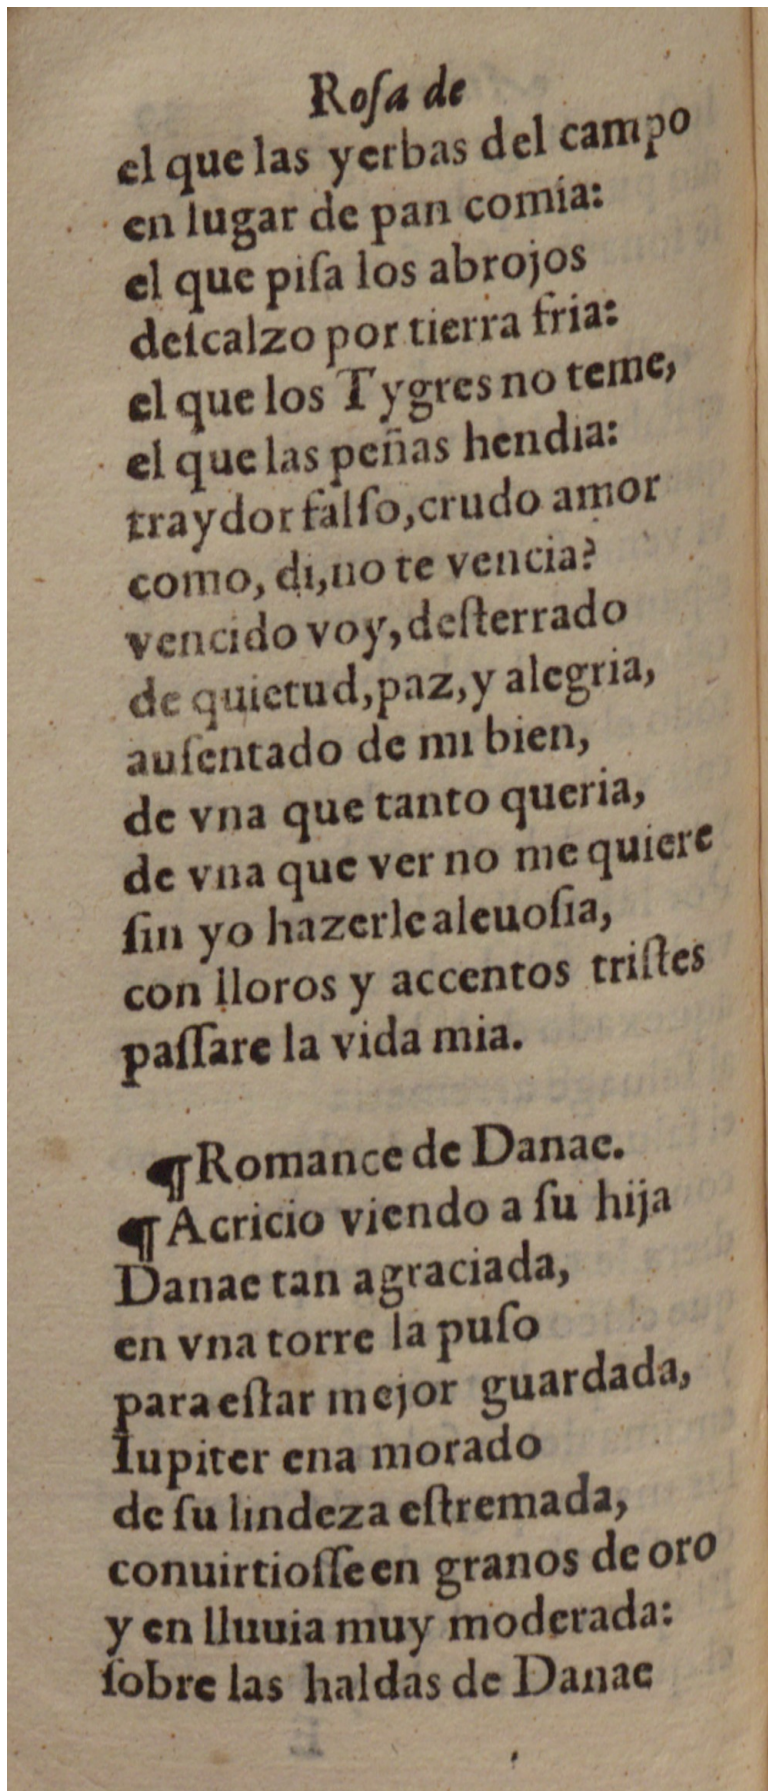 Roſa de
el que las yerbas del campo
en lugar de pan comía:
el que piſa los abrojos
deſcalzo por tierra fria:
el que los Tygres no teme,
el que las peñas hendia:
traydor falſo, crudo amor
como, di, no te vencia?
vencido voy, deſterrado
de quietud, paz, y alegria,
auſentado de mi bien,
de vna que tanto queria,
de vna que ver no me quiere
ſin yo hazerle aleuoſia,
con lloros y accentos triſtes
paſſare la vida mia.
¶ Romance de Danae.
¶ Acricio viendo a ſu hija
Danae tan agraciada,
en vna torre la puſo
para eſtar mejor guardada,
Iupiter ena morado
de ſu lindeza eſtremada,
conuirtioſſe en granos de oro
y en lluuia muy moderada:
ſobre las haldas de Danae